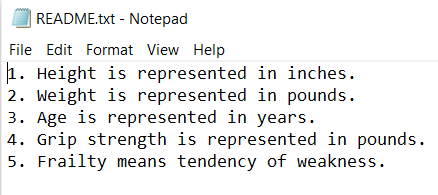 README.txt - Notepad
File Edit Format View Help
1. Height is represented in inches.
2. Weight is represented in pounds.
3. Age is represented in years.
4. Grip strength is represented in pounds.
5. Frailty means tendency of weakness.